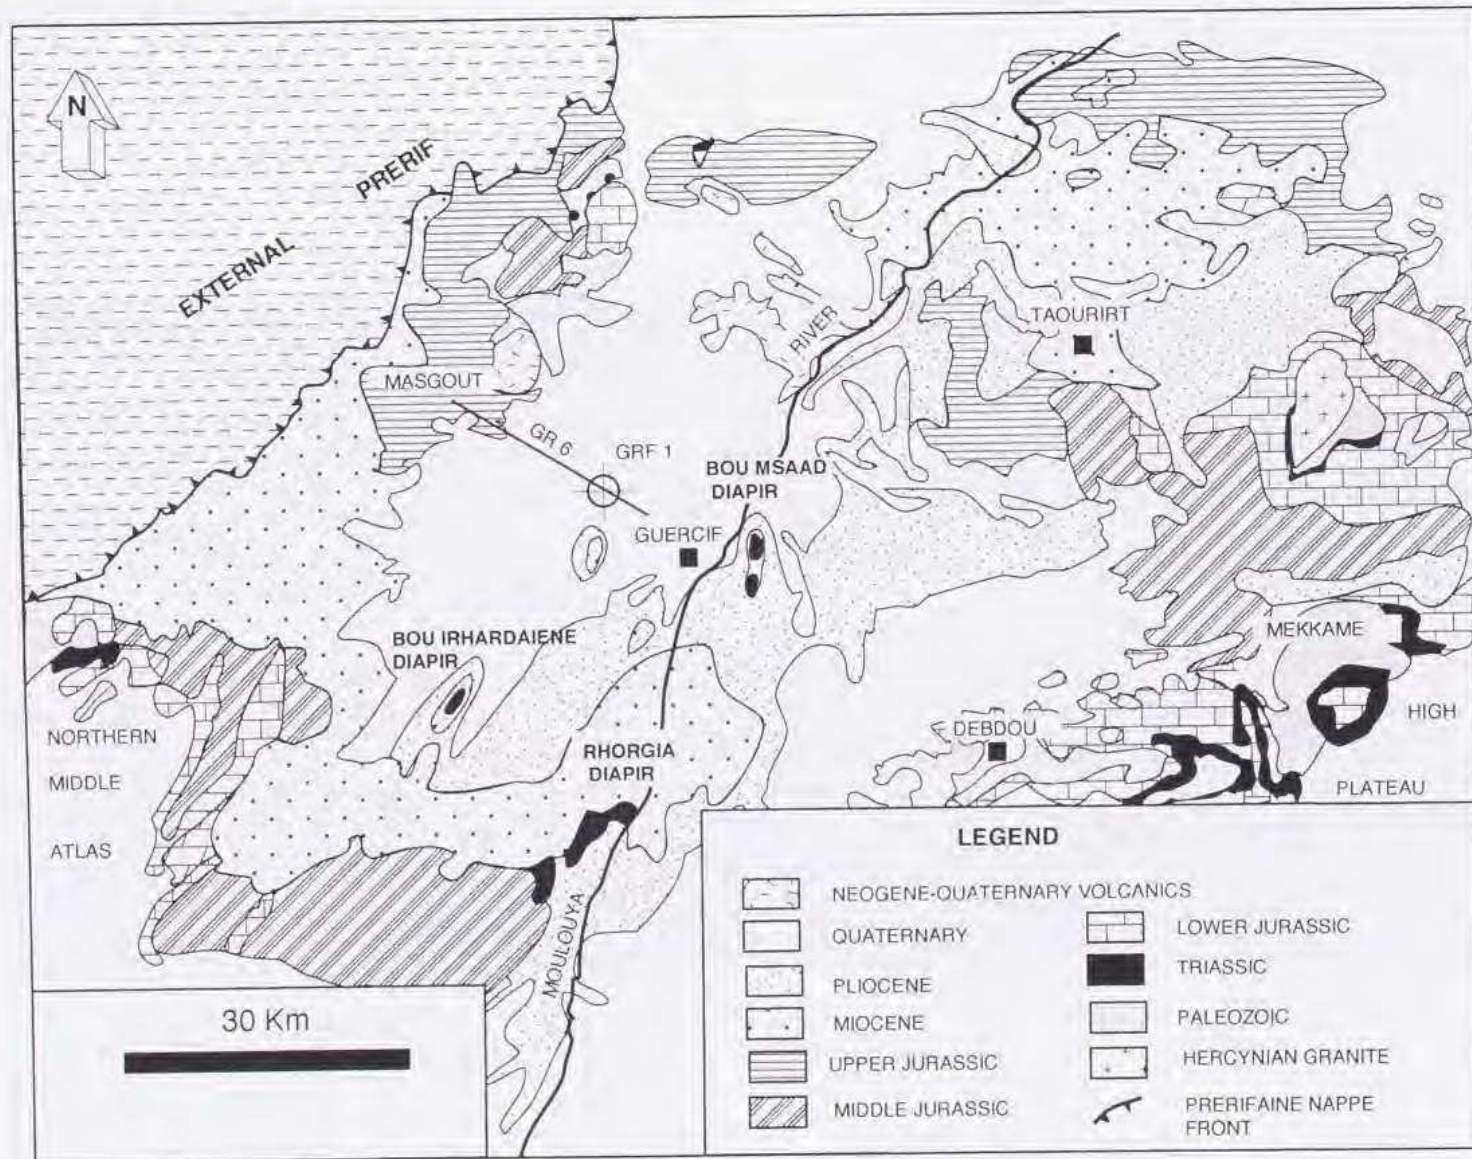 N
EXTERNAL
PRERIF
RIVER
TAOURIRT
MASGOUT
GR 6
GRF 1
BOU MSAAD
DIAPIR
GUERCIF
BOU IRHARDAIENE
DIAPIR
MEKKAME
HIGH
PLATEAU
DEBDOU
NORTHERN
MIDDLE
ATLAS
RHORGIA
DIAPIR
MOULOUYA
30 Km
LEGEND
NEOGENE-QUATERNARY VOLCANICS
QUATERNARY
PLIOCENE
MIOCENE
UPPER JURASSIC
MIDDLE JURASSIC
LOWER JURASSIC
TRIASSIC
PALEOZOIC
HERCYNIAN GRANITE
PRERIFAINE NAPPE
FRONT